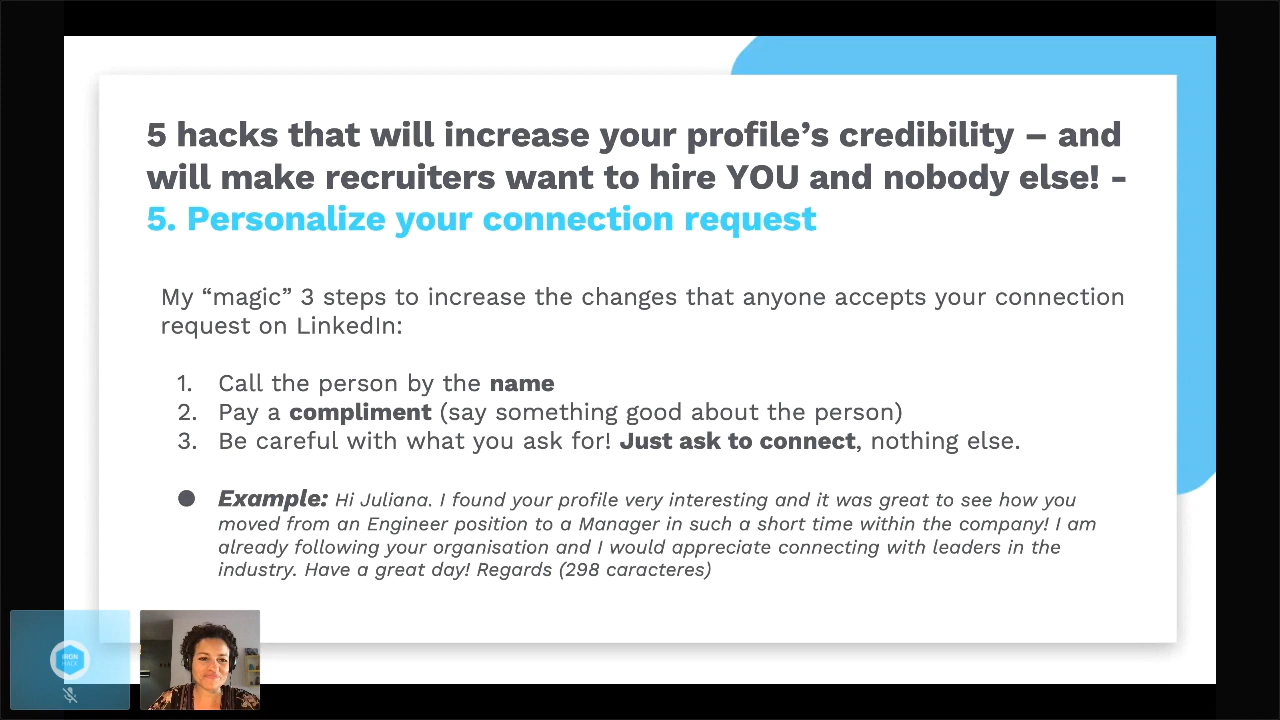 5 hacks that will increase your profile’s credibility – and
will make recruiters want to hire YOU and nobody else! -
5. Personalize your connection request
My “magic” 3 steps to increase the changes that anyone accepts your connection
request on LinkedIn:
1. Call the person by the name
2. Pay a compliment (say something good about the person)
3. Be careful with what you ask for! Just ask to connect, nothing else.
● Example: Hi Juliana. I found your profile very interesting and it was great to see how you
moved from an Engineer position to a Manager in such a short time within the company! I am
already following your organisation and I would appreciate connecting with leaders in the
industry. Have a great day! Regards (298 caracteres)
IRON
HACK